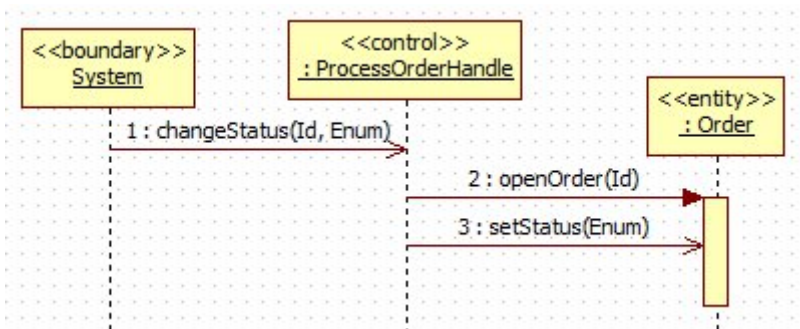 <<boundary>>
System
<<control>>
: ProcessOrderHandle
<<entity>>
: Order
1 : changeStatus(Id, Enum)
2 : openOrder(Id)
3 : setStatus(Enum)